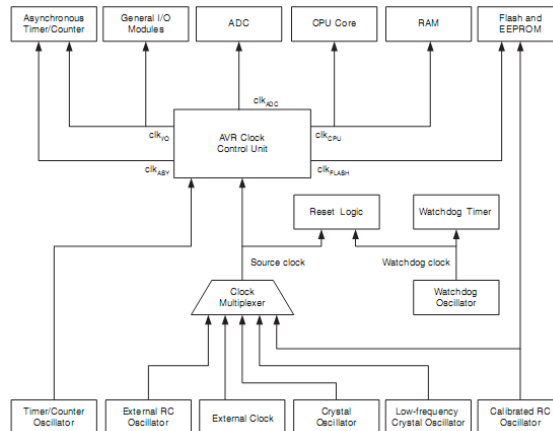 Asynchronous
Timer/Counter
General I/O
Modules
ADC
CPU Core
RAM
Flash and
EEPROM
clkADC
clkI/O
clkCPU
AVR Clock
Control Unit
clkASY
clkFLASH
Reset Logic
Watchdog Timer
Source clock
Watchdog clock
Clock
Multiplexer
Watchdog
Oscillator
Timer/Counter
Oscillator
External RC
Oscillator
External Clock
Crystal
Oscillator
Low-frequency
Crystal Oscillator
Calibrated RC
Oscillator